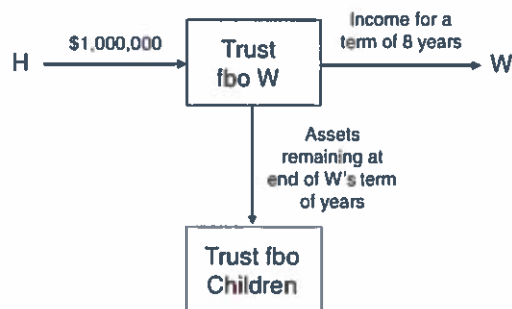 $1,000,000
Income for a
term of 8 years
H
Trust
fbo W
W
Assets
remaining at
end of W's term
of years
Trust fbo
Children